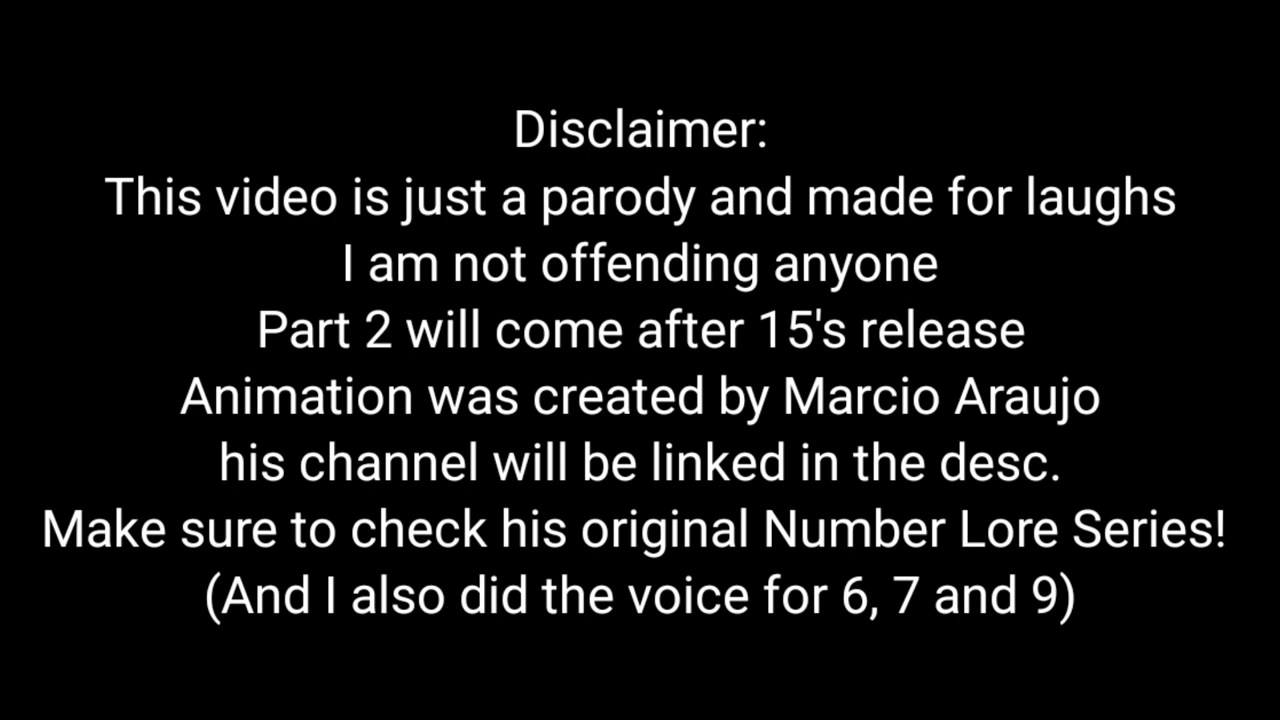 Disclaimer:
This video is just a parody and made for laughs
I am not offending anyone
Part 2 will come after 15's release
Animation was created by Marcio Araujo
his channel will be linked in the desc.
Make sure to check his original Number Lore Series!
(And I also did the voice for 6, 7 and 9)